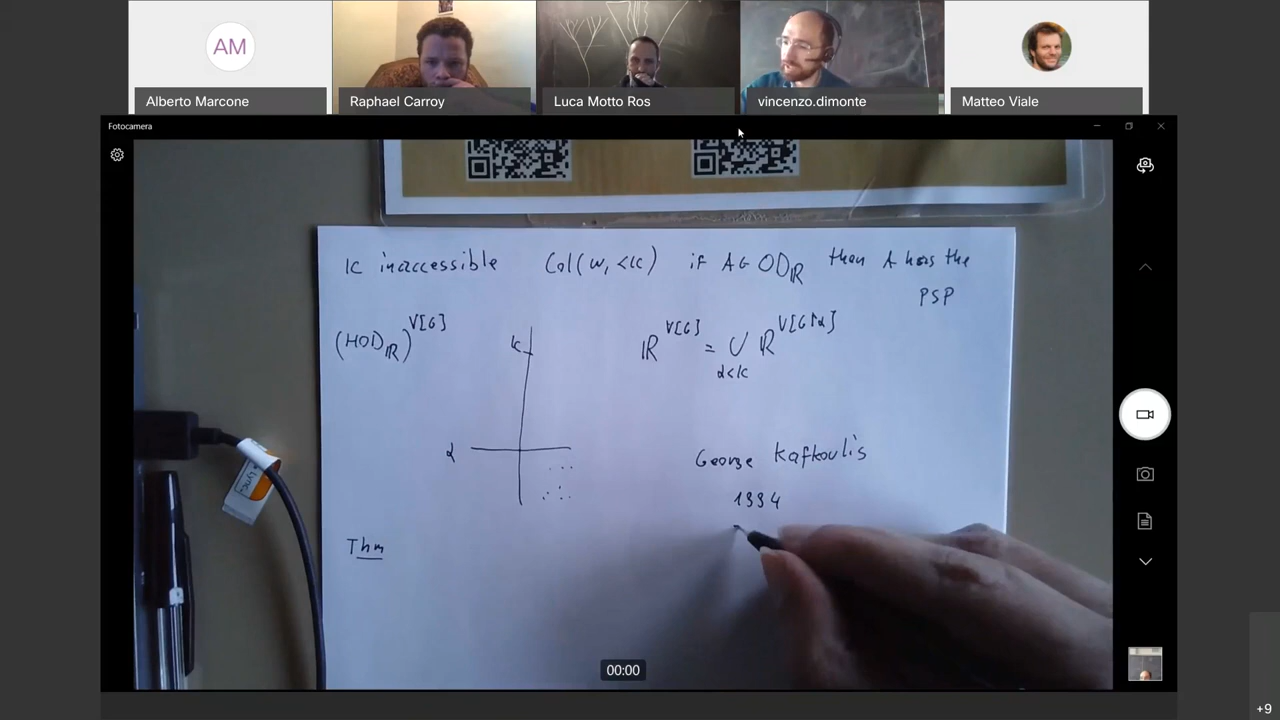 AM
Alberto Marcone
Raphael Carroy
Luca Motto Ros
vincenzo.dimonte
Matteo Viale
Fotocamera
κ inaccessible Col(ω, <κ) if A ∈ OD_ℝ then A has the
PSP
(HOD_ℝ)^V[G]
κ
ℝ^V[G] = ∪ ℝ^V[G↾α]
α<κ
α
George Kafkoulis
1994
Thm
00:00
+9